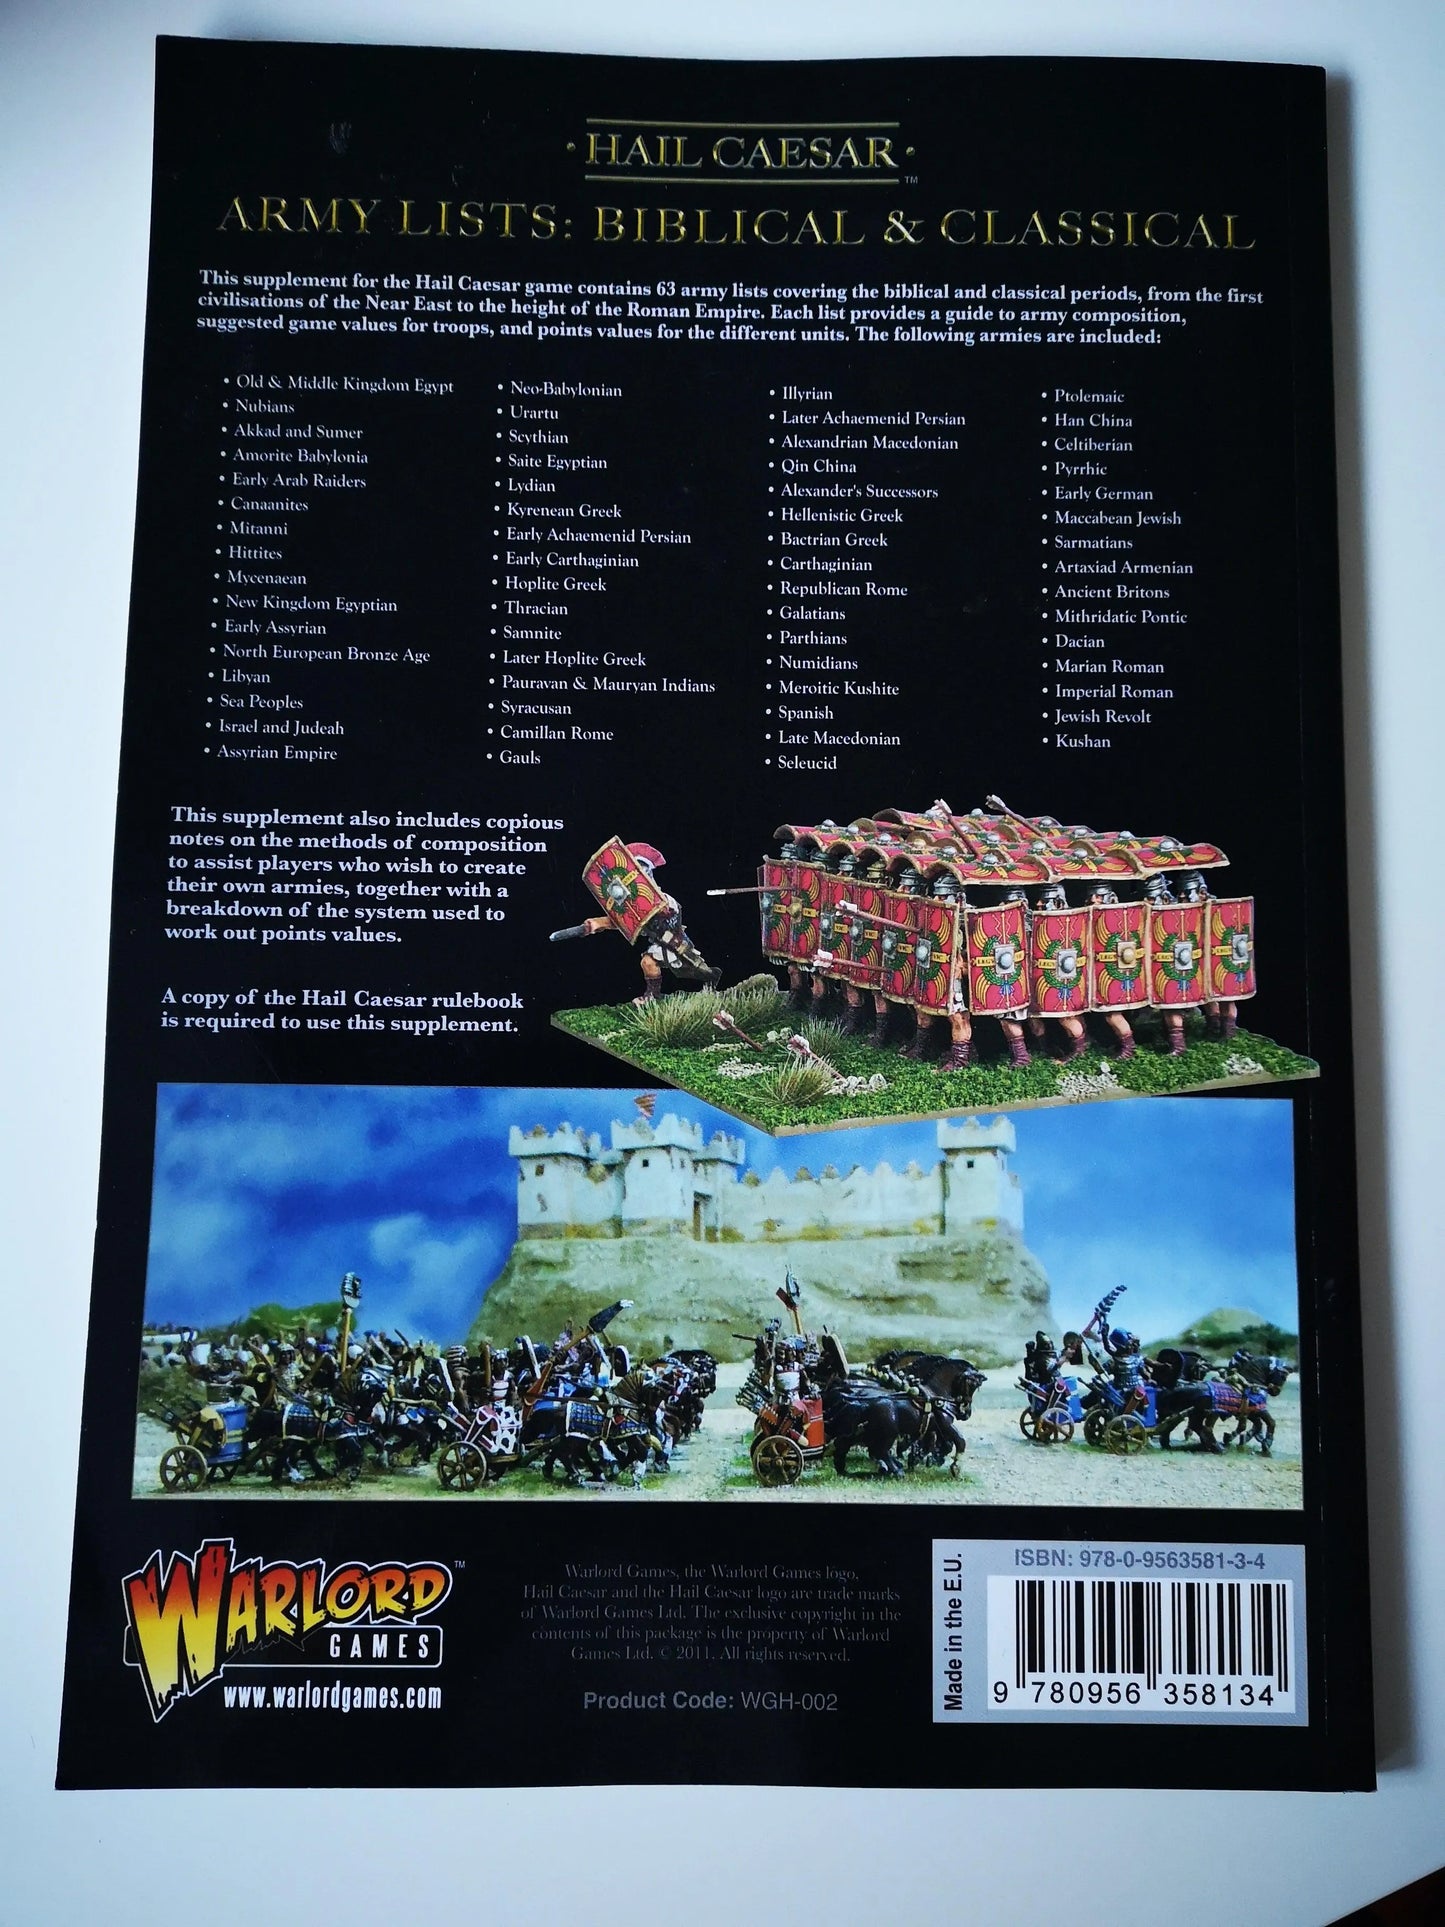 · HAIL CAESAR · ™
ARMY LISTS: BIBLICAL & CLASSICAL
This supplement for the Hail Caesar game contains 63 army lists covering the biblical and classical periods, from the first
civilisations of the Near East to the height of the Roman Empire. Each list provides a guide to army composition,
suggested game values for troops, and points values for the different units. The following armies are included:
• Old & Middle Kingdom Egypt
• Nubians
• Akkad and Sumer
• Amorite Babylonia
• Early Arab Raiders
• Canaanites
• Mitanni
• Hittites
• Mycenaean
• New Kingdom Egyptian
• Early Assyrian
• North European Bronze Age
• Libyan
• Sea Peoples
• Israel and Judeah
• Assyrian Empire
• Neo-Babylonian
• Urartu
• Scythian
• Saite Egyptian
• Lydian
• Kyrenean Greek
• Early Achaemenid Persian
• Early Carthaginian
• Hoplite Greek
• Thracian
• Samnite
• Later Hoplite Greek
• Pauravan & Mauryan Indians
• Syracusan
• Camillan Rome
• Gauls
• Illyrian
• Later Achaemenid Persian
• Alexandrian Macedonian
• Qin China
• Alexander's Successors
• Hellenistic Greek
• Bactrian Greek
• Carthaginian
• Republican Rome
• Galatians
• Parthians
• Numidians
• Meroitic Kushite
• Spanish
• Late Macedonian
• Seleucid
• Ptolemaic
• Han China
• Celtiberian
• Pyrrhic
• Early German
• Maccabean Jewish
• Sarmatians
• Artaxiad Armenian
• Ancient Britons
• Mithridatic Pontic
• Dacian
• Marian Roman
• Imperial Roman
• Jewish Revolt
• Kushan
This supplement also includes copious
notes on the methods of composition
to assist players who wish to create
their own armies, together with a
breakdown of the system used to
work out points values.
A copy of the Hail Caesar rulebook
is required to use this supplement.
WARLORD ™
GAMES
www.warlordgames.com
Warlord Games, the Warlord Games logo,
Hail Caesar and the Hail Caesar logo are trade marks
of Warlord Games Ltd. The exclusive copyright in the
contents of this package is the property of Warlord
Games Ltd. © 2011. All rights reserved.
Product Code: WGH-002
Made in the E.U.
ISBN: 978-0-9563581-3-4
9 780956 358134